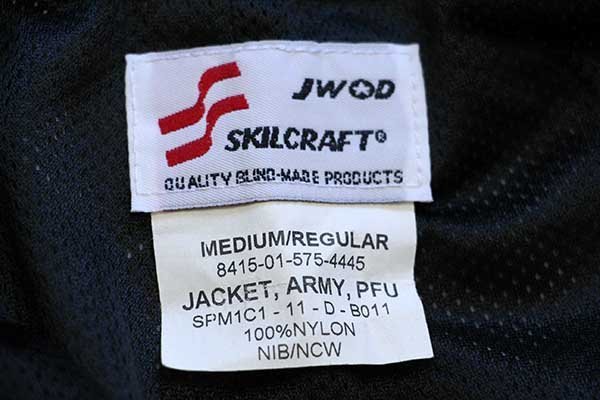 JWOD
SKILCRAFT®
QUALITY BLIND-MADE PRODUCTS
MEDIUM/REGULAR
8415-01-575-4445
JACKET, ARMY, PFU
SPM1C1 - 11 - D - B011
100%NYLON
NIB/NCW